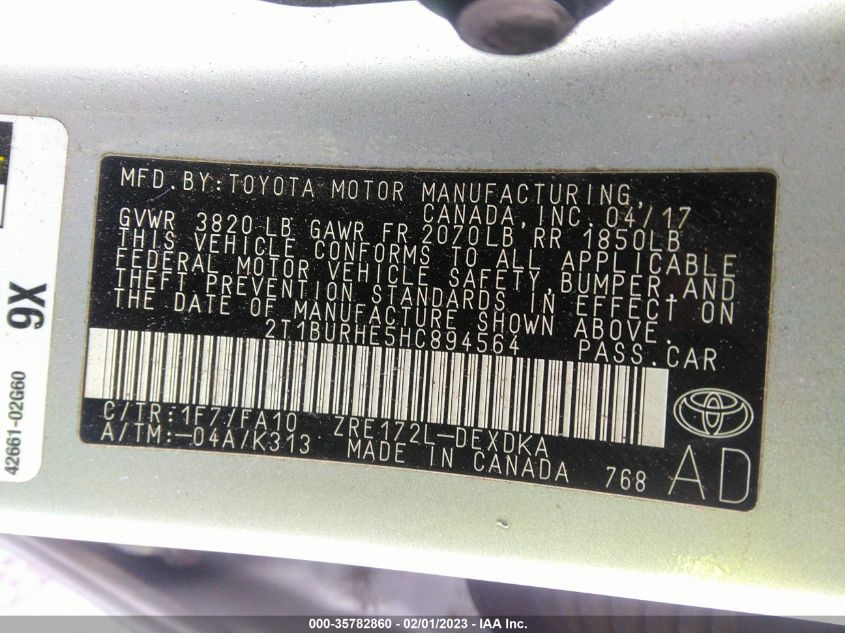 MFD.BY:TOYOTA MOTOR MANUFACTURING,
CANADA, INC. 04/17
GVWR 3820 LB GAWR FR 2070LB RR 1850LB
THIS VEHICLE CONFORMS TO ALL APPLICABLE
FEDERAL MOTOR VEHICLE SAFETY,BUMPER,AND
THEFT PREVENTION STANDARDS IN EFFECT ON
THE DATE OF MANUFACTURE SHOWN ABOVE.
2T1BURHE5HC894564 PASS.CAR
C/TR:1F7/FA10 ZRE172L-DEXDKA
A/TM:-04A/K313 MADE IN CANADA 768
AD
9X
42661-02G60
000-35782860 - 02/01/2023 - © IAA Inc.